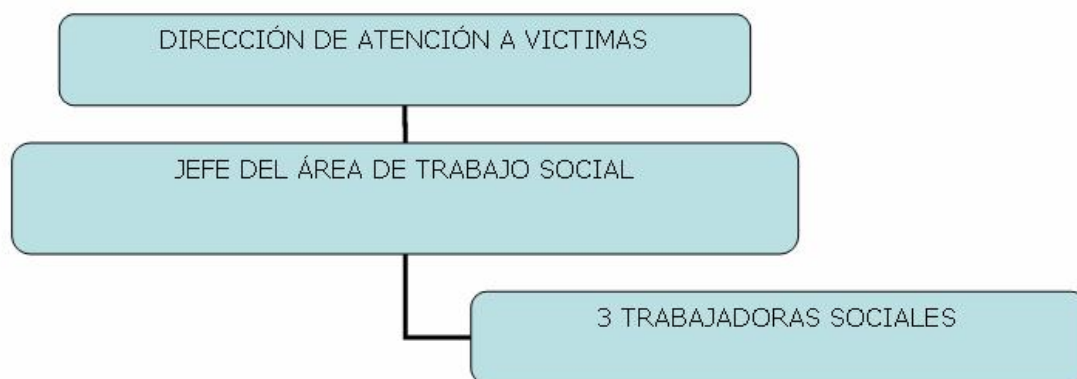 DIRECCIÓN DE ATENCIÓN A VICTIMAS
JEFE DEL ÁREA DE TRABAJO SOCIAL
3 TRABAJADORAS SOCIALES